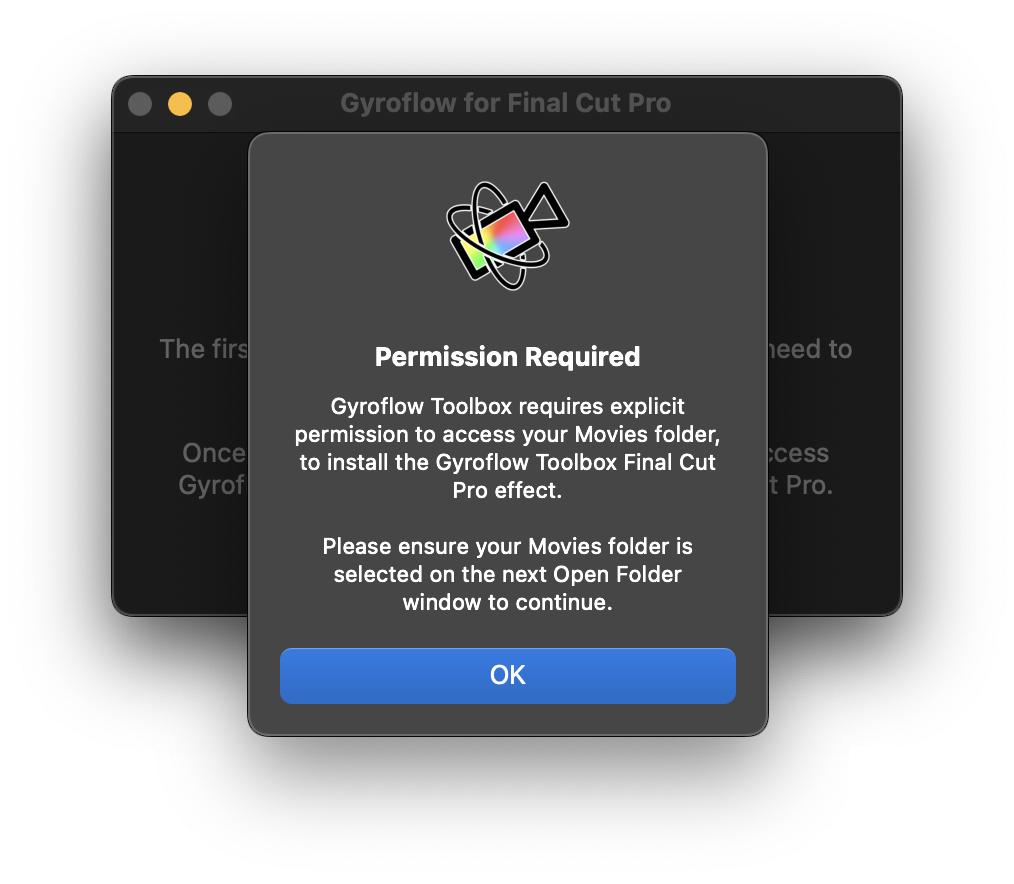 Gyroflow for Final Cut Pro
Permission Required
Gyroflow Toolbox requires explicit
permission to access your Movies folder,
to install the Gyroflow Toolbox Final Cut
Pro effect.
Please ensure your Movies folder is
selected on the next Open Folder
window to continue.
OK
The
need to
Once
Gyrof
t Pro.